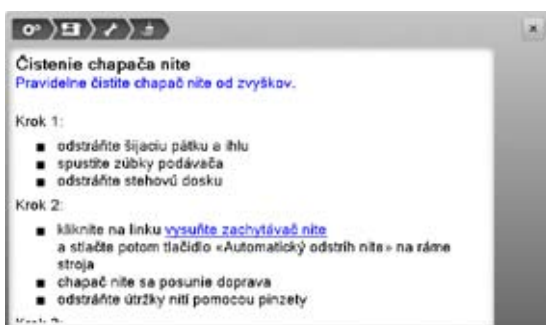 Čistenie chapača nite
Pravidelne čistite chapač nite od zvyškov.
Krok 1:
■ odstráňte šijaciu pätku a ihlu
■ spustite zúbky podávača
■ odstráňte stehovú dosku
Krok 2:
■ kliknite na linku vysuňte zachytávač nite
a stlačte potom tlačidlo «Automatický odstrih nite» na ráme
stroja
■ chapač nite sa posunie doprava
■ odstráňte útržky nití pomocou pinzety